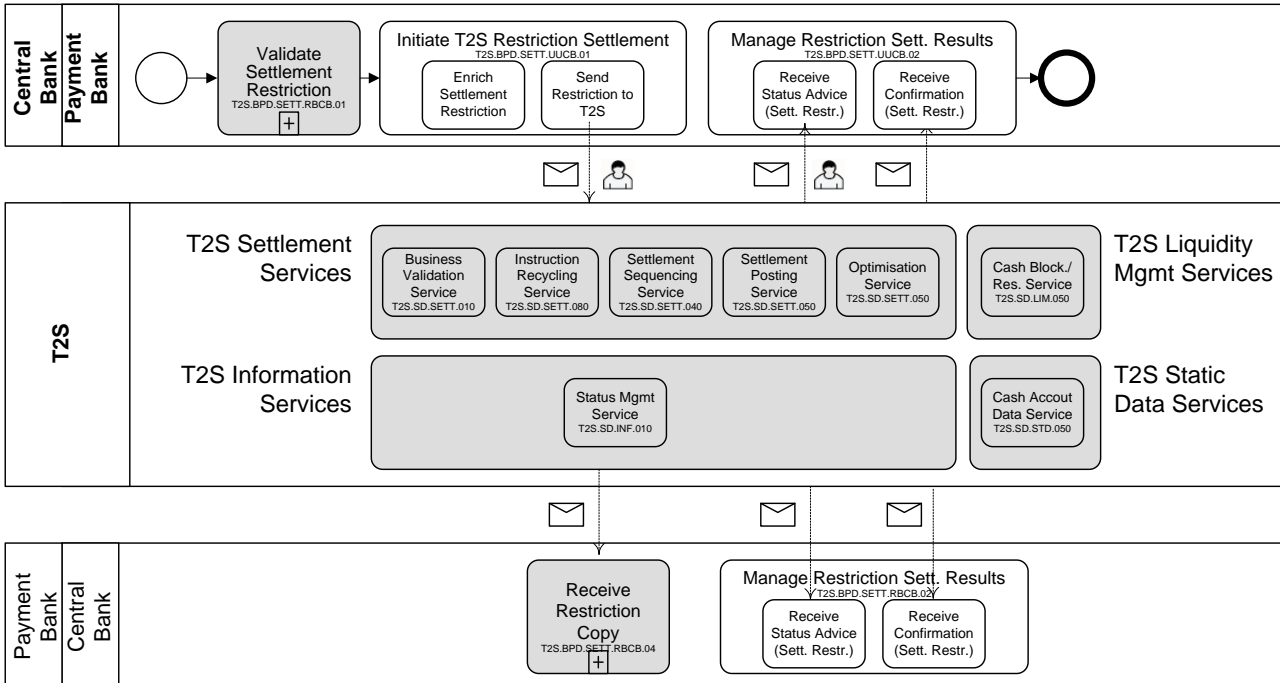 Central
Bank
Payment
Bank
Validate
Settlement
Restriction
T2S.BPD.SETT.RBCB.01
+
Initiate T2S Restriction Settlement
T2S.BPD.SETT.UUCB.01
Enrich
Settlement
Restriction
Send
Restriction to
T2S
Manage Restriction Sett. Results
T2S.BPD.SETT.UUCB.02
Receive
Status Advice
(Sett. Restr.)
Receive
Confirmation
(Sett. Restr.)
T2S
T2S Settlement
Services
Business
Validation
Service
T2S.SD.SETT.010
Instruction
Recycling
Service
T2S.SD.SETT.080
Settlement
Sequencing
Service
T2S.SD.SETT.040
Settlement
Posting
Service
T2S.SD.SETT.050
Optimisation
Service
T2S.SD.SETT.050
Cash Block./
Res. Service
T2S.SD.LIM.050
T2S Liquidity
Mgmt Services
T2S Information
Services
Status Mgmt
Service
T2S.SD.INF.010
Cash Accout
Data Service
T2S.SD.STD.050
T2S Static
Data Services
Payment
Bank
Central
Bank
Receive
Restriction
Copy
T2S.BPD.SETT.RBCB.04
+
Manage Restriction Sett. Results
T2S.BPD.SETT.RBCB.02
Receive
Status Advice
(Sett. Restr.)
Receive
Confirmation
(Sett. Restr.)